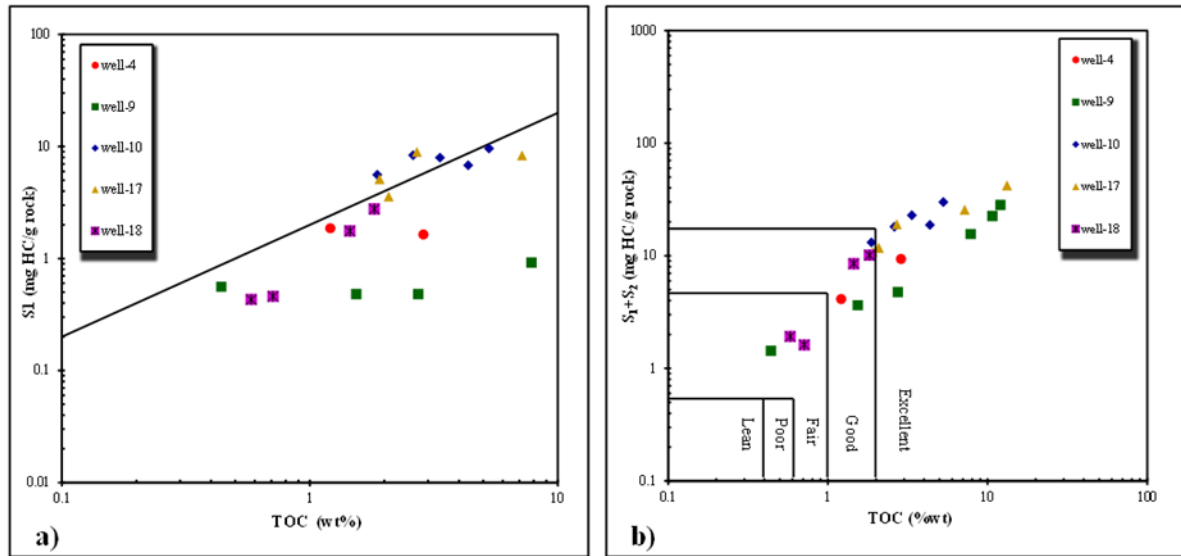 100
10
1
0.1
0.01
S1 (mg HC/g rock)
well-4
well-9
well-10
well-17
well-18
0.1
1
10
TOC (wt%)
a)
1000
100
10
1
0.1
S1+S2 (mg HC/g rock)
well-4
well-9
well-10
well-17
well-18
Lean
Poor
Fair
Good
Excellent
0.1
1
10
100
TOC (%wt)
b)